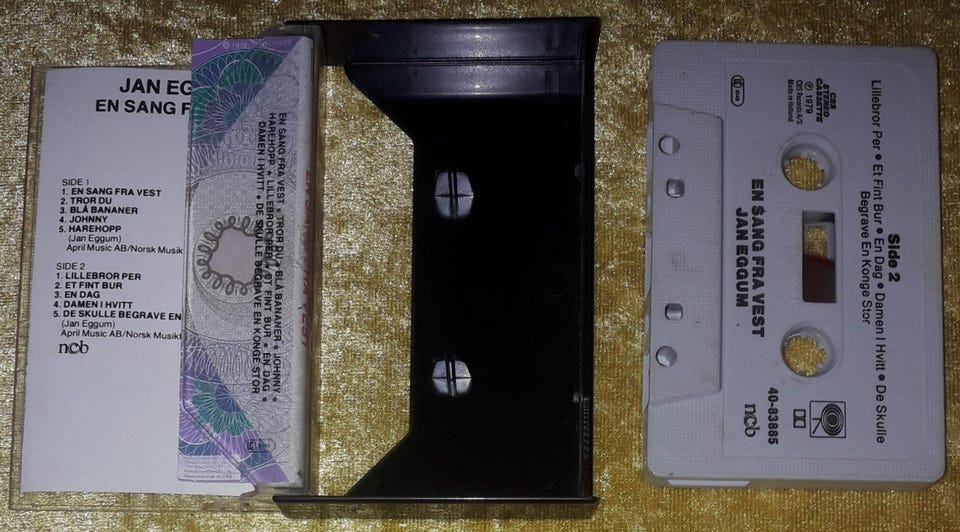 JAN EG
EN SANG F
SIDE 1
1. EN SANG FRA VEST
2. TROR DU
3. BLÅ BANANER
4. JOHNNY
5. HAREHOPP
(Jan Eggum)
April Music AB/Norsk Musik
SIDE 2
1. LILLEBROR PER
2. ET FINT BUR
3. EN DAG
4. DAMEN I HVITT
5. DE SKULLE BEGRAVE EN
(Jan Eggum)
April Music AB/Norsk Musik
ncb
EN SANG FRA VEST • TROR DU • BLÅ BANANER • JOHNNY •
HAREHOPP • LILLEBROR PER • ET FINT BUR • EN DAG •
DAMEN I HVITT • DE SKULLE BEGRAVE EN KONGE STOR
CBS
STEREO
CASSETTE
℗ 1979
CBS Records A/S
Made in Holland
Side 2
Lillebror Per • Et Fint Bur • En Dag • Damen I Hvitt • De Skulle
Begrave En Konge Stor
EN SANG FRA VEST
JAN EGGUM
40-83885
ncb